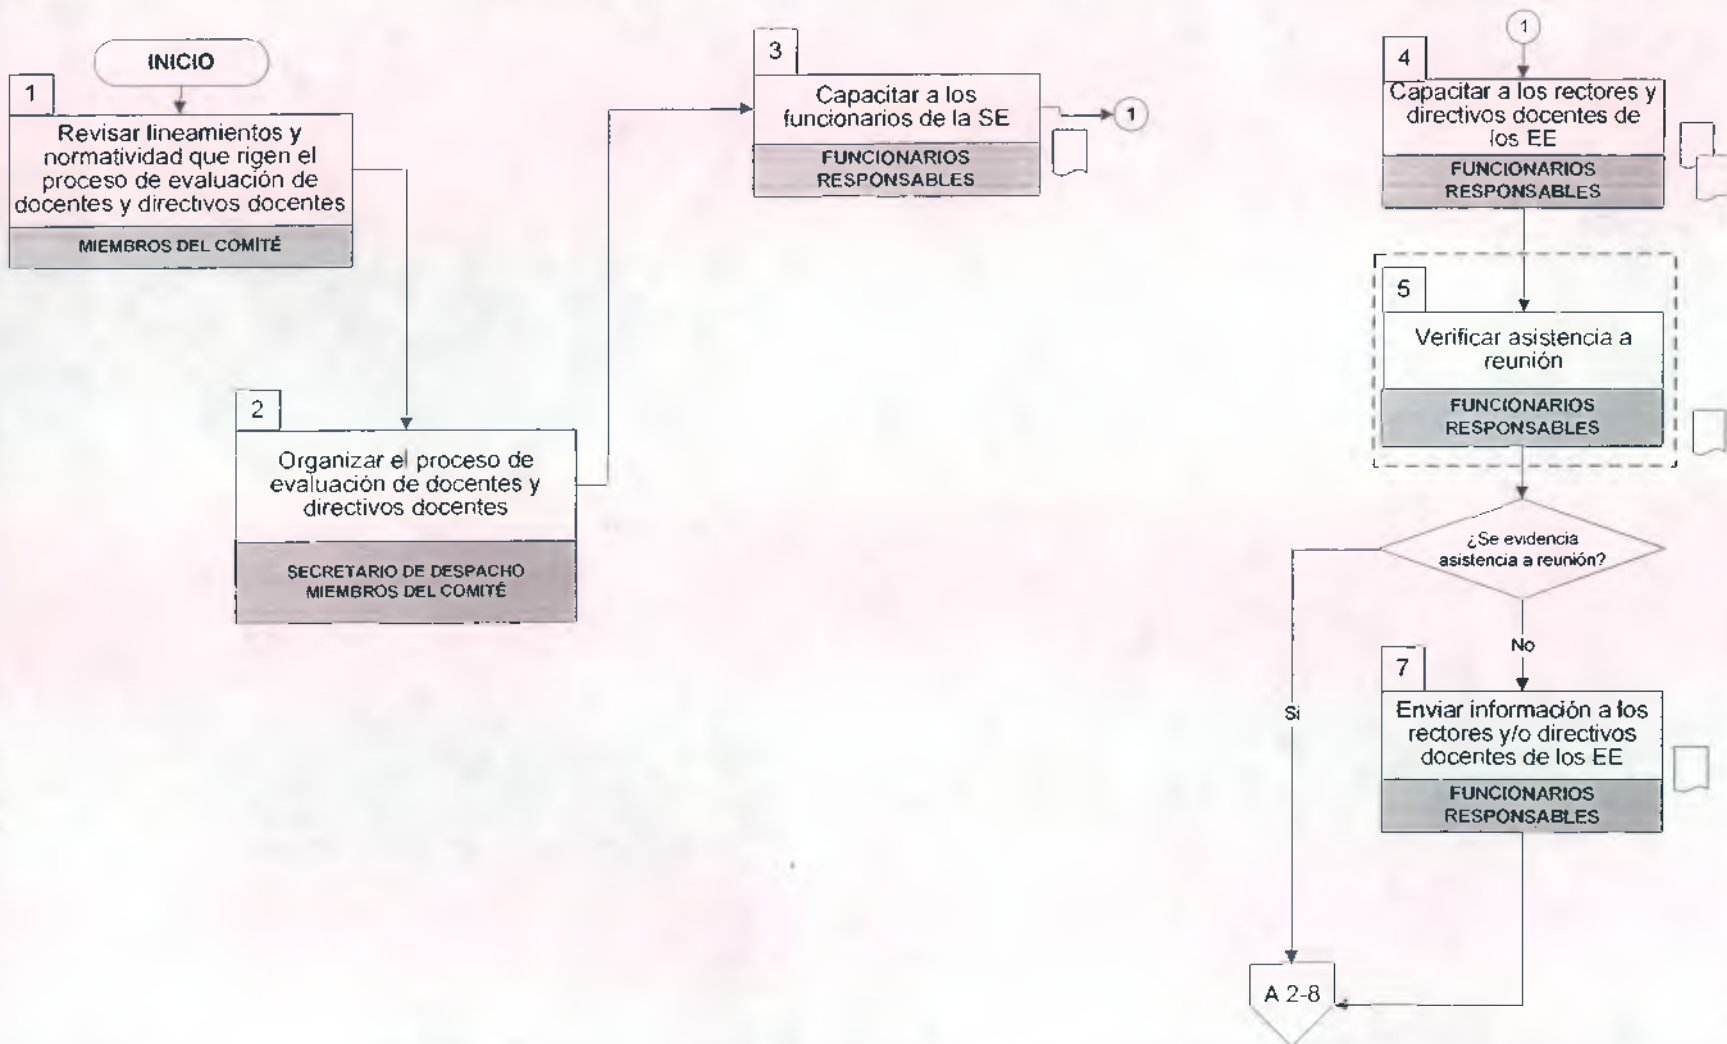 INICIO
1
Revisar lineamientos y
normatividad que rigen el
proceso de evaluación de
docentes y directivos docentes
MIEMBROS DEL COMITÉ
2
Organizar el proceso de
evaluación de docentes y
directivos docentes
SECRETARIO DE DESPACHO
MIEMBROS DEL COMITÉ
3
Capacitar a los
funcionarios de la SE
FUNCIONARIOS
RESPONSABLES
1
1
4
Capacitar a los rectores y
directivos docentes de
los EE
FUNCIONARIOS
RESPONSABLES
5
Verificar asistencia a
reunión
FUNCIONARIOS
RESPONSABLES
¿Se evidencia
asistencia a reunión?
No
Si
7
Enviar información a los
rectores y/o directivos
docentes de los EE
FUNCIONARIOS
RESPONSABLES
A 2-8